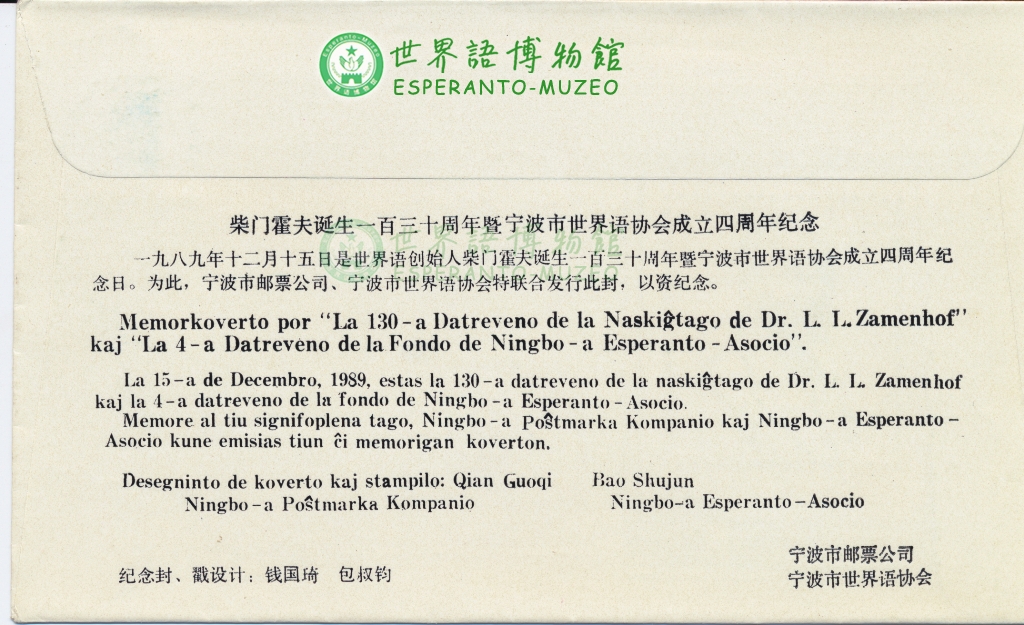 世界語博物館
ESPERANTO-MUZEO
柴门霍夫诞生一百三十周年暨宁波市世界语协会成立四周年纪念
一九八九年十二月十五日是世界语创始人柴门霍夫诞生一百三十周年暨宁波市世界语协会成立四周年纪
念日。为此，宁波市邮票公司、宁波市世界语协会特联合发行此封，以资纪念。
Memorkoverto por “La 130-a Datreveno de la Naskiĝtago de Dr. L. L. Zamenhof”
kaj “La 4-a Datreveno de la Fondo de Ningbo-a Esperanto-Asocio”.
La 15-a de Decembro, 1989, estas la 130-a datreveno de la naskiĝtago de Dr. L. L. Zamenhof
kaj la 4-a datreveno de la fondo de Ningbo-a Esperanto-Asocio.
Memore al tiu signifoplena tago, Ningbo-a Poŝtmarka Kompanio kaj Ningbo-a Esperanto-
Asocio kune emisias tiun ĉi memorigan koverton.
Desegninto de koverto kaj stampilo: Qian Guoqi Bao Shujun
Ningbo-a Poŝtmarka Kompanio Ningbo-a Esperanto-Asocio
宁波市邮票公司
纪念封、戳设计：钱国琦 包叔钧
宁波市世界语协会